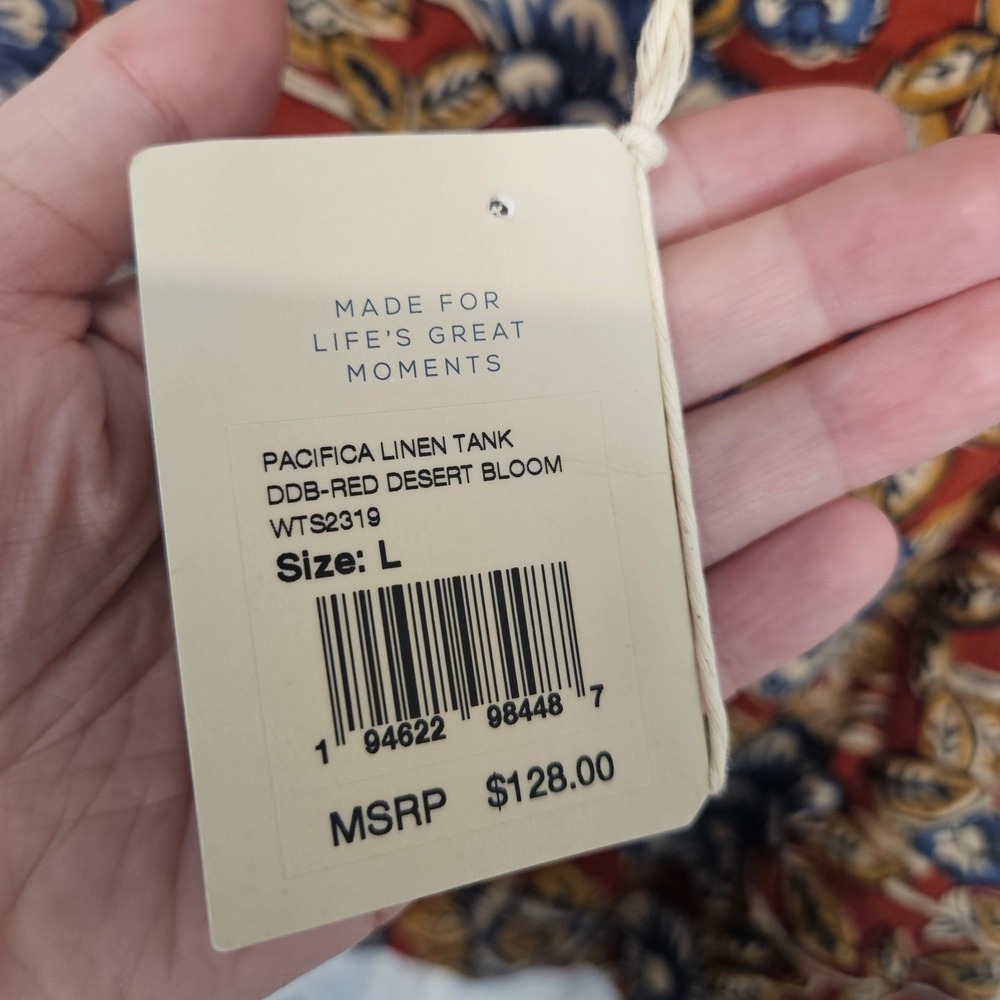 MADE FOR
LIFE'S GREAT
MOMENTS
PACIFICA LINEN TANK
DDB-RED DESERT BLOOM
WTS2319
Size: L
1 94622 98448 7
MSRP $128.00